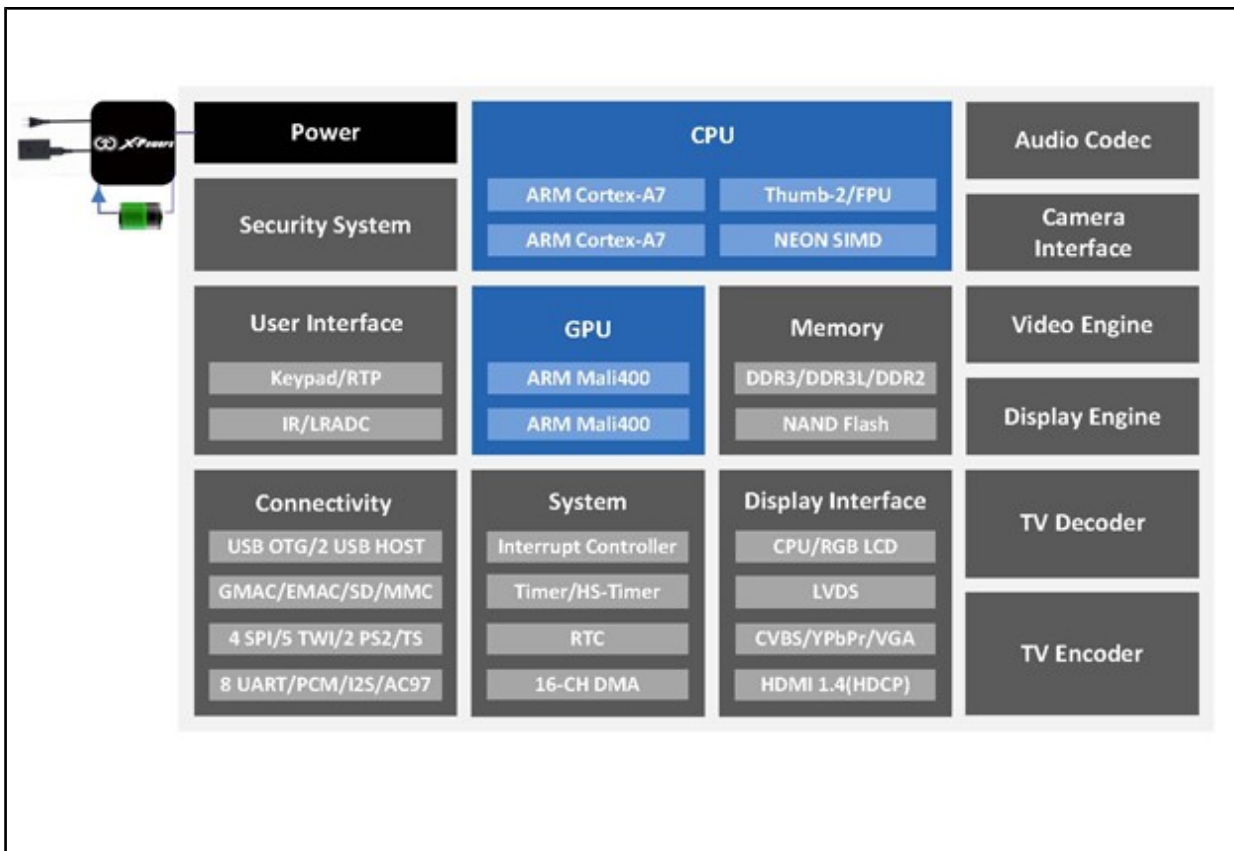 XPowers
Power
Security System
CPU
ARM Cortex-A7
Thumb-2/FPU
ARM Cortex-A7
NEON SIMD
Audio Codec
Camera
Interface
User Interface
Keypad/RTP
IR/LRADC
GPU
ARM Mali400
ARM Mali400
Memory
DDR3/DDR3L/DDR2
NAND Flash
Video Engine
Display Engine
Connectivity
USB OTG/2 USB HOST
GMAC/EMAC/SD/MMC
4 SPI/5 TWI/2 PS2/TS
8 UART/PCM/I2S/AC97
System
Interrupt Controller
Timer/HS-Timer
RTC
16-CH DMA
Display Interface
CPU/RGB LCD
LVDS
CVBS/YPbPr/VGA
HDMI 1.4(HDCP)
TV Decoder
TV Encoder